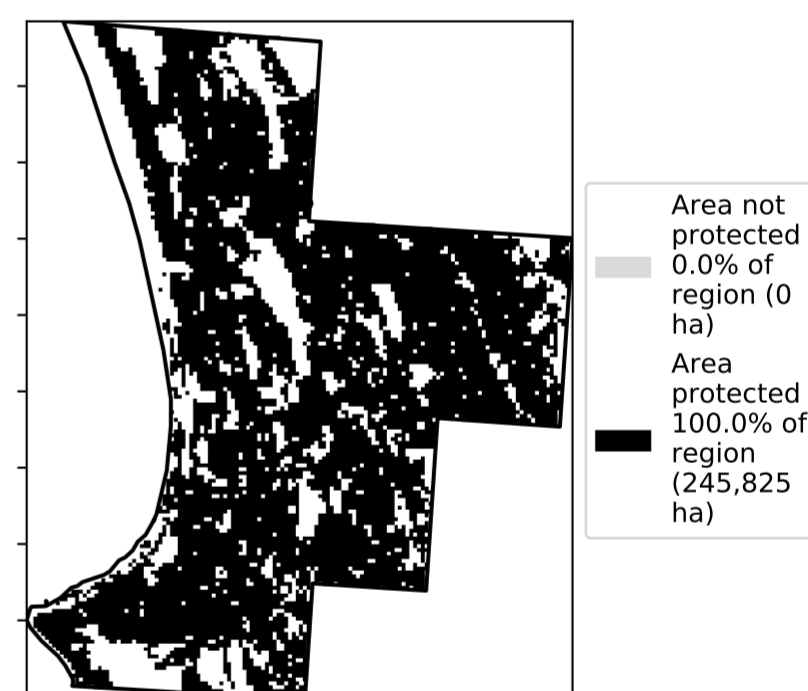 Area not
protected
0.0% of
region (0
ha)
Area
protected
100.0% of
region
(245,825
ha)